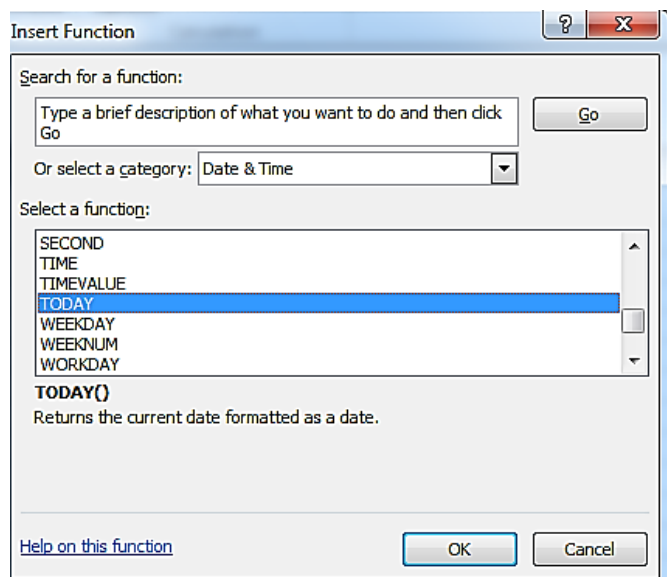 Insert Function
?
X
Search for a function:
Type a brief description of what you want to do and then click
Go
Go
Or select a category: Date & Time
Select a function:
SECOND
TIME
TIMEVALUE
TODAY
WEEKDAY
WEEKNUM
WORKDAY
TODAY()
Returns the current date formatted as a date.
Help on this function
OK
Cancel